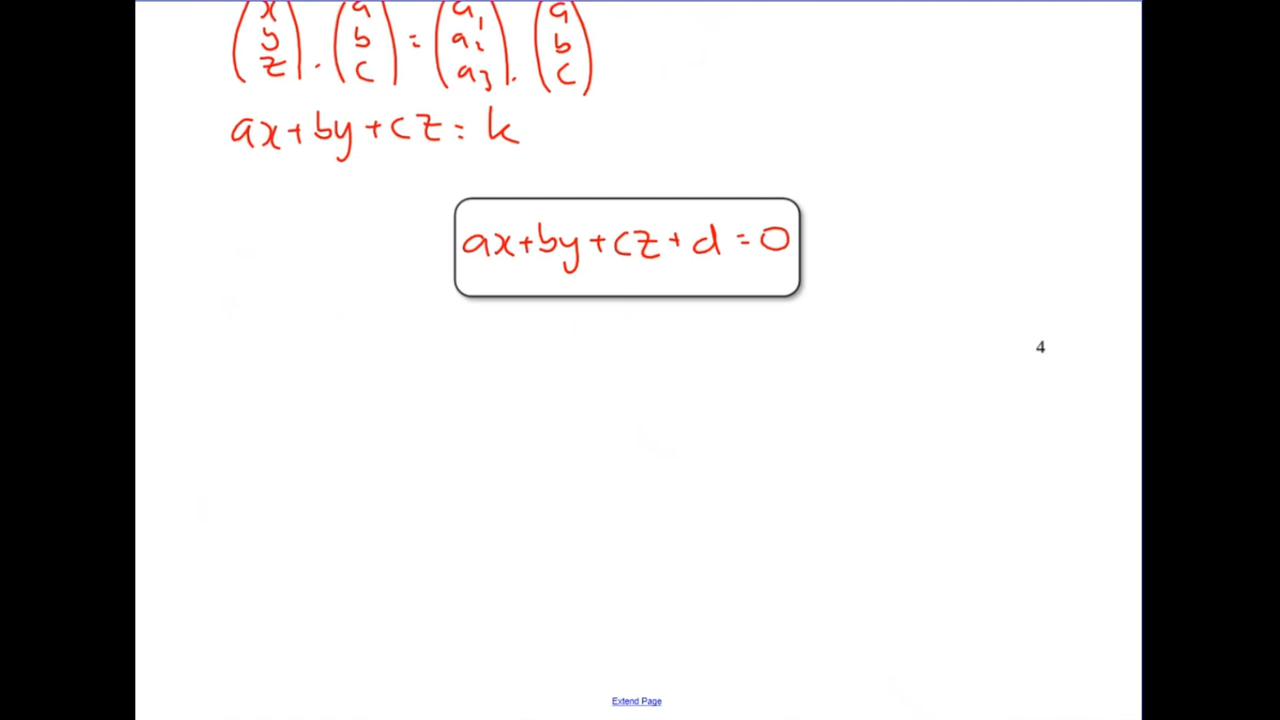 (x y z) . (a b c) = (a₁ a₂ a₃) . (a b c)
ax+by+cz = k
ax+by+cz+d=0
4
Extend Page